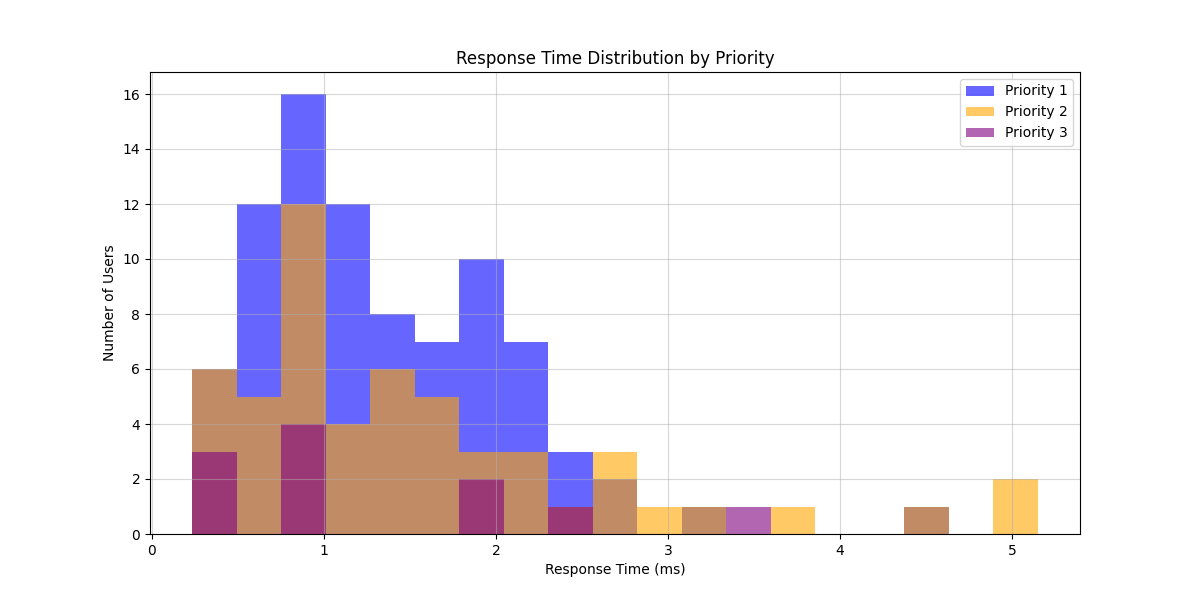 Response Time Distribution by Priority
16
14
12
10
8
6
4
2
0
Number of Users
Priority 1
Priority 2
Priority 3
0 1 2 3 4 5
Response Time (ms)